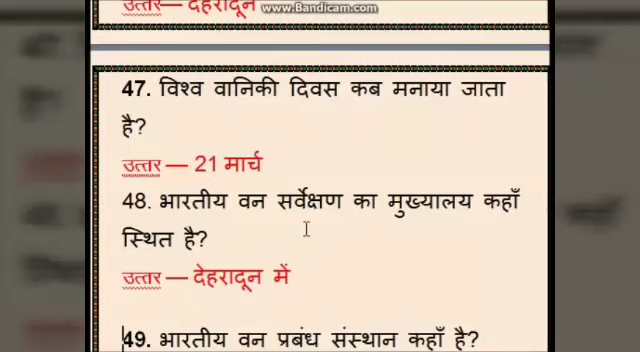 उत्तर— देहरादून
www.Bandicam.com
47. विश्व वानिकी दिवस कब मनाया जाता
है?
उत्तर — 21 मार्च
48. भारतीय वन सर्वेक्षण का मुख्यालय कहाँ
स्थित है?
उत्तर — देहरादून में
49. भारतीय वन प्रबंध संस्थान कहाँ है?